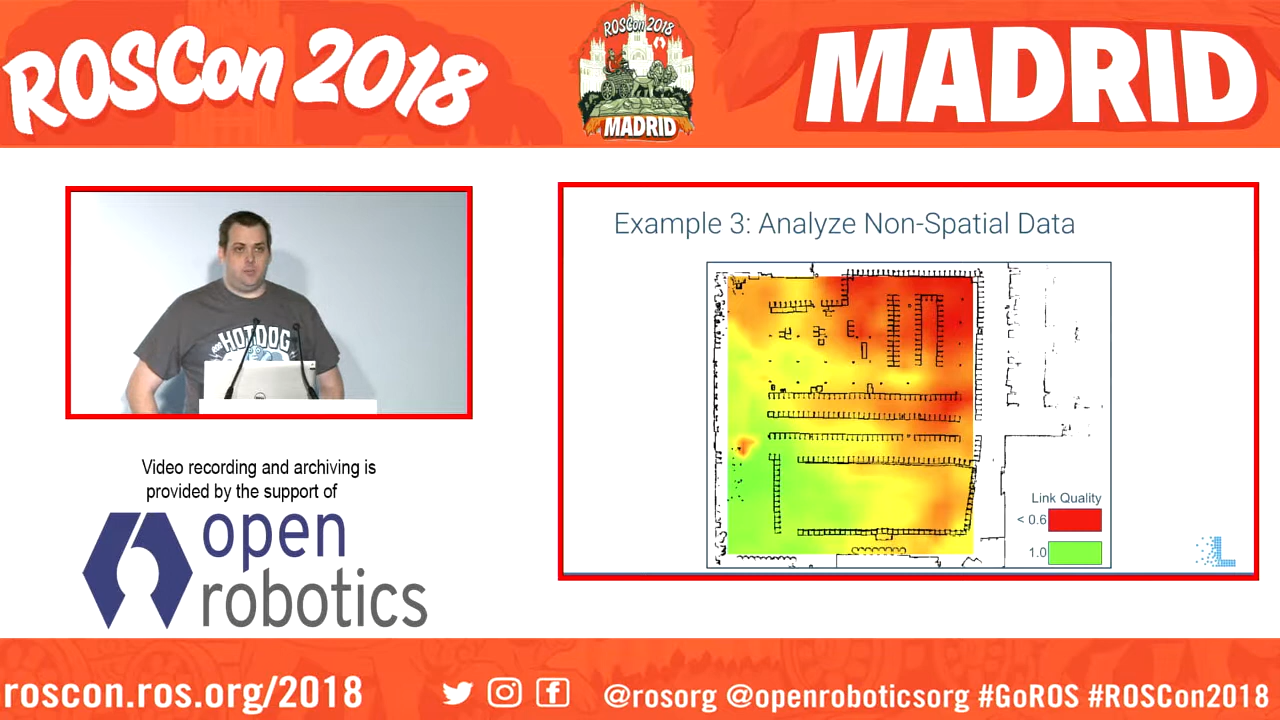 ROSCon 2018
ROSCon 2018
MADRID
MADRID
Example 3: Analyze Non-Spatial Data
HOTDOG
Link Quality
< 0.6
1.0
Video recording and archiving is
provided by the support of
open
robotics
roscon.ros.org/2018
@rosorg @openroboticsorg #GoROS #ROSCon2018